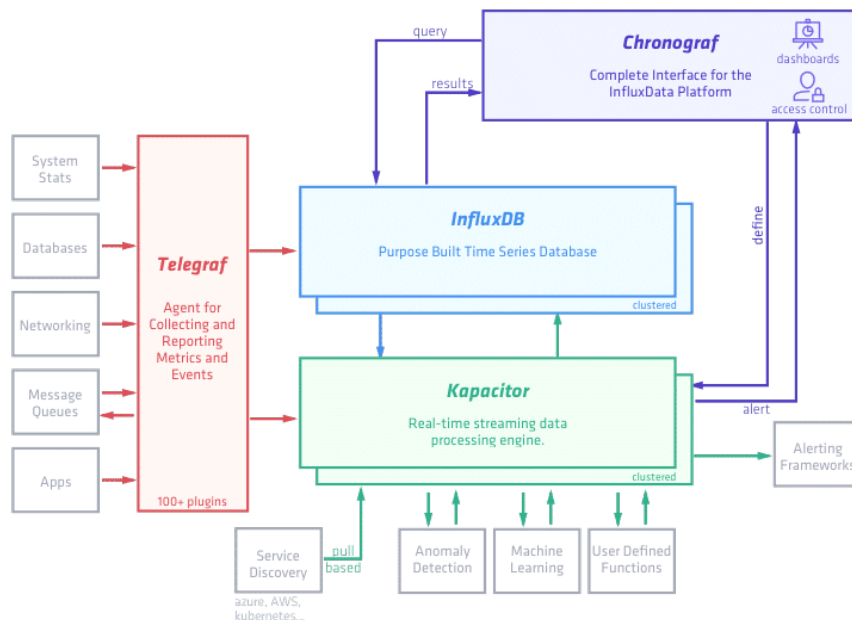 query
Chronograf
Complete Interface for the
InfluxData Platform
dashboards
access control
results
System
Stats
Databases
Networking
Message
Queues
Apps
Telegraf
Agent for
Collecting and
Reporting
Metrics and
Events
100+ plugins
InfluxDB
Purpose Built Time Series Database
clustered
define
alert
Kapacitor
Real-time streaming data
processing engine.
clustered
Alerting
Frameworks
Service
Discovery
pull
based
azure, AWS,
kubernetes...
Anomaly
Detection
Machine
Learning
User Defined
Functions